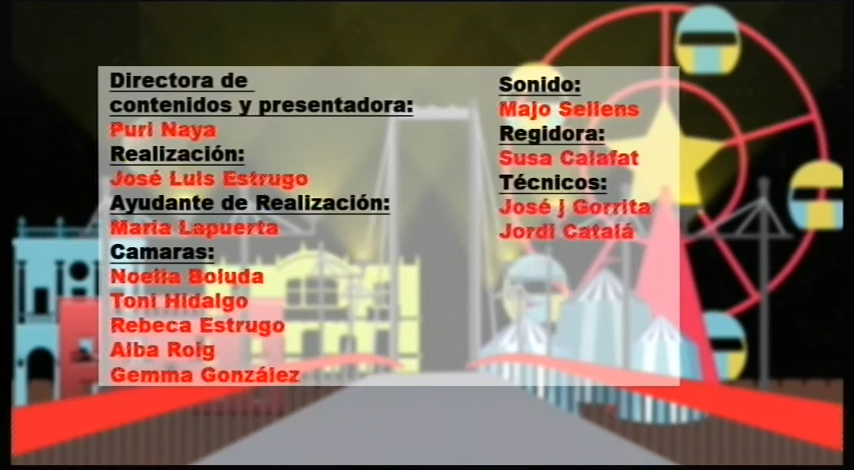 Directora de
contenidos y presentadora:
Puri Naya
Realización:
José Luis Estrugo
Ayudante de Realización:
María Lapuerta
Camaras:
Noelia Boluda
Toni Hidalgo
Rebeca Estrugo
Alba Roig
Gemma González
Sonido:
Majo Sellens
Regidora:
Susa Calafat
Técnicos:
José j Gorrita
Jordi Catalá